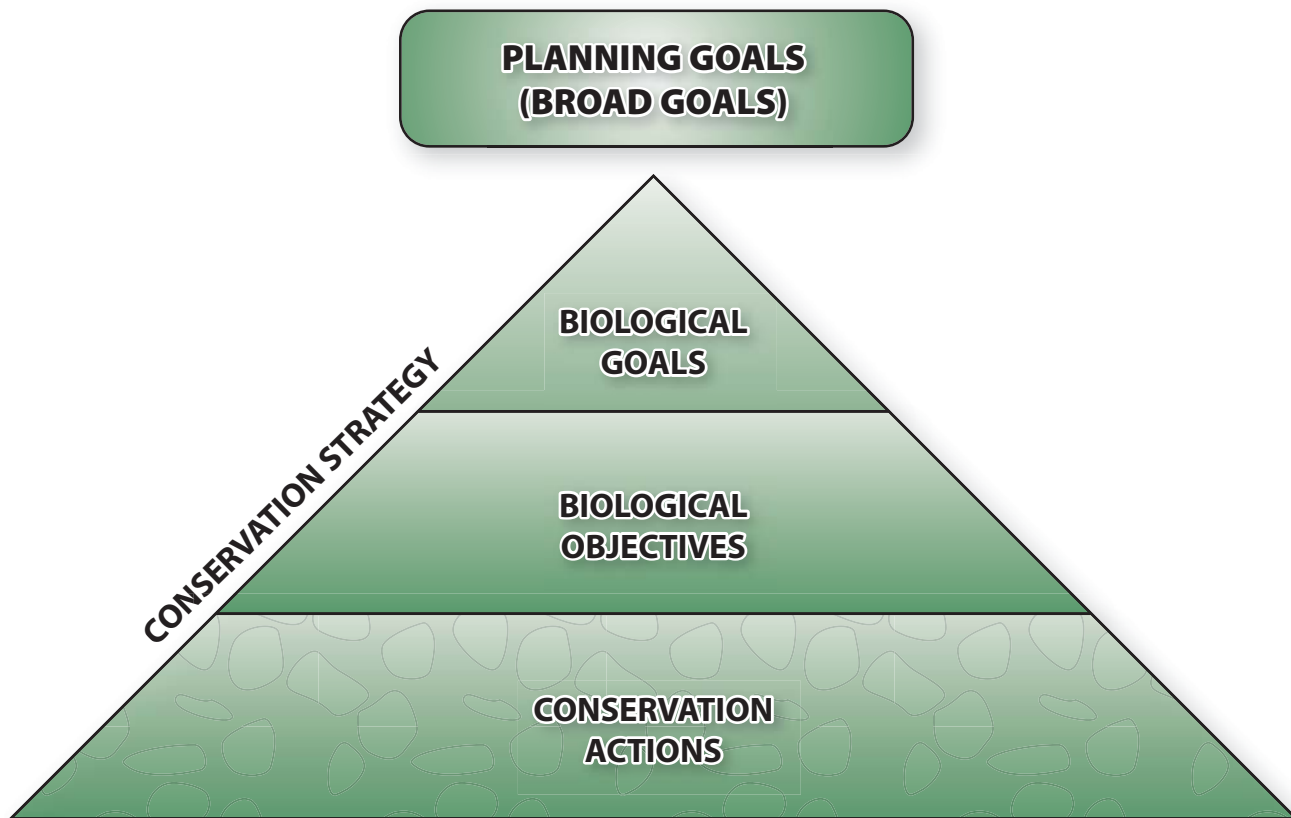 PLANNING GOALS
(BROAD GOALS)
BIOLOGICAL
GOALS
CONSERVATION STRATEGY
BIOLOGICAL
OBJECTIVES
CONSERVATION
ACTIONS